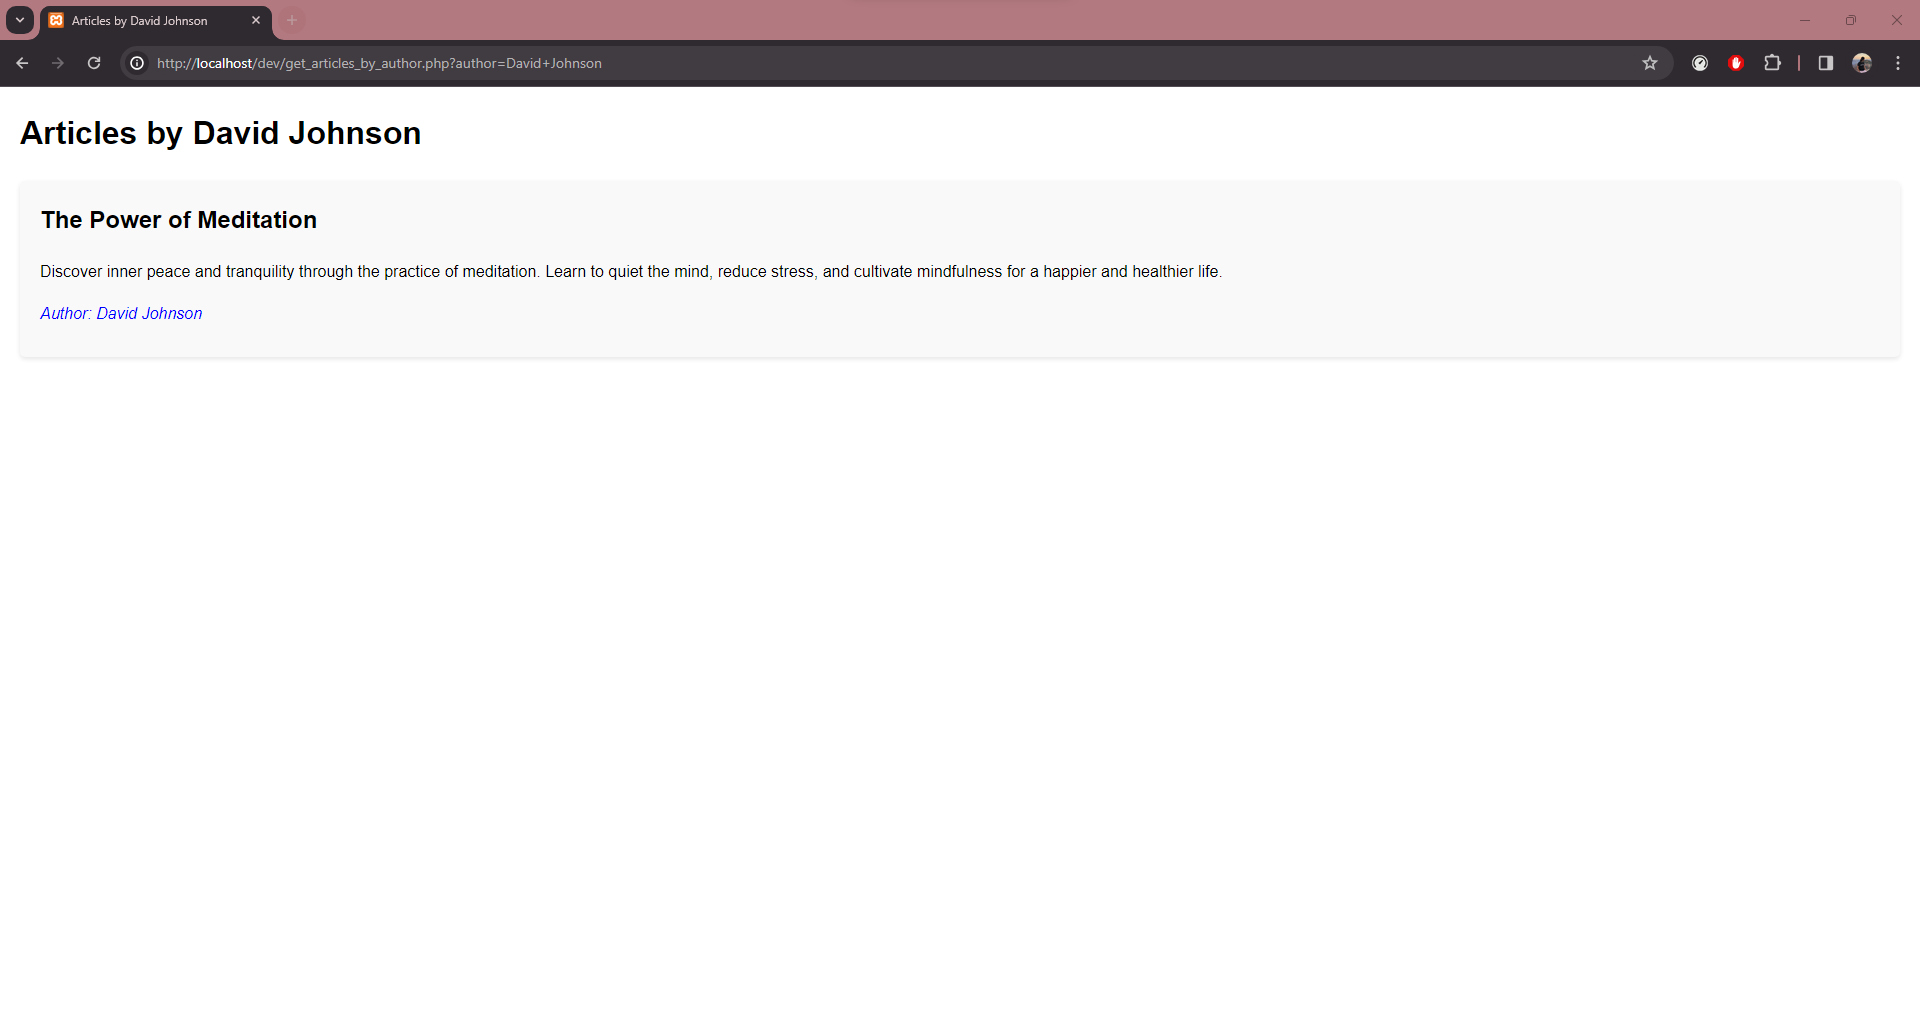 Articles by David Johnson
http://localhost/dev/get_articles_by_author.php?author=David+Johnson
Articles by David Johnson
The Power of Meditation
Discover inner peace and tranquility through the practice of meditation. Learn to quiet the mind, reduce stress, and cultivate mindfulness for a happier and healthier life.
Author: David Johnson